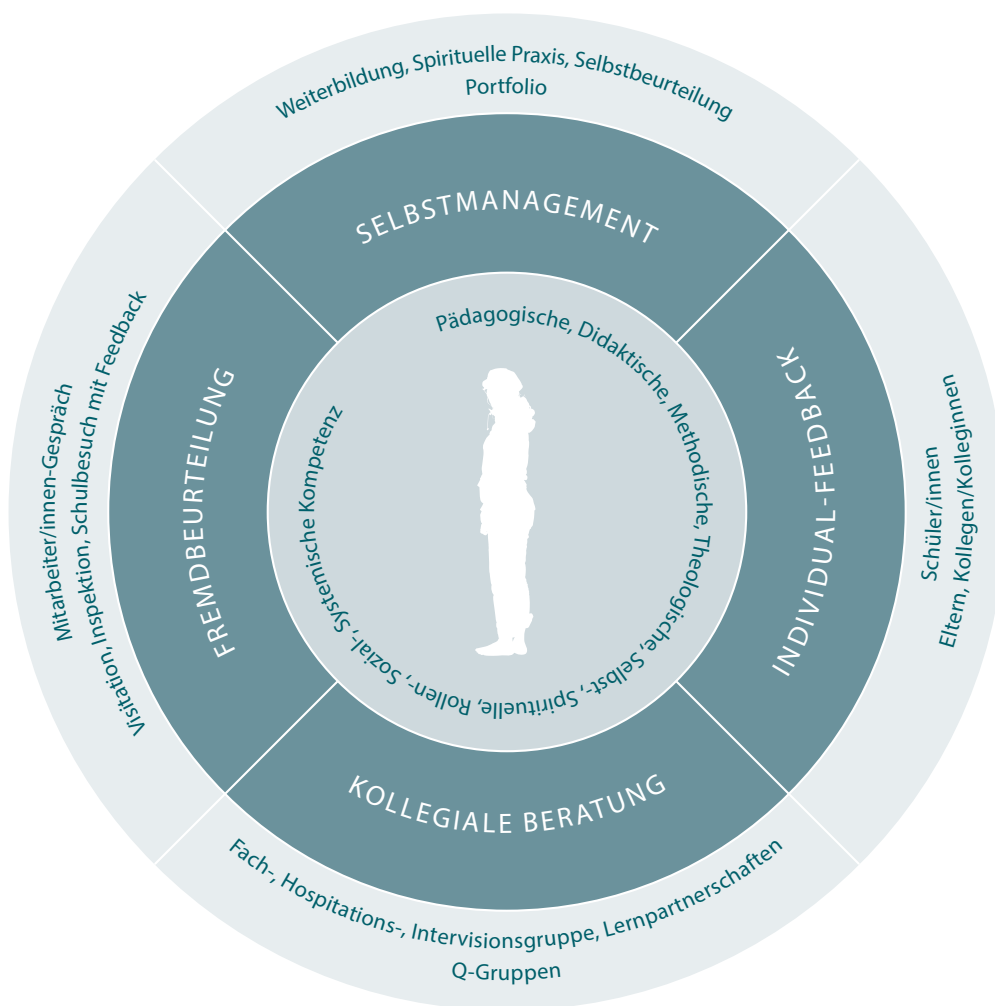 Weiterbildung, Spirituelle Praxis, Selbstbeurteilung
Portfolio
SELBSTMANAGEMENT
Pädagogische, Didaktische, Methodische, Theologische, Selbst-, Spirituelle, Rollen-, Sozial-, Systemische Kompetenz
INDIVIDUAL-FEEDBACK
Schüler/innen
Eltern, Kollegen/Kolleginnen
KOLLEGIALE BERATUNG
Fach-, Hospitations-, Intervisionsgruppe, Lernpartnerschaften
Q-Gruppen
FREMDBEURTEILUNG
Mitarbeiter/innen-Gespräch
Visitation, Inspektion, Schulbesuch mit Feedback